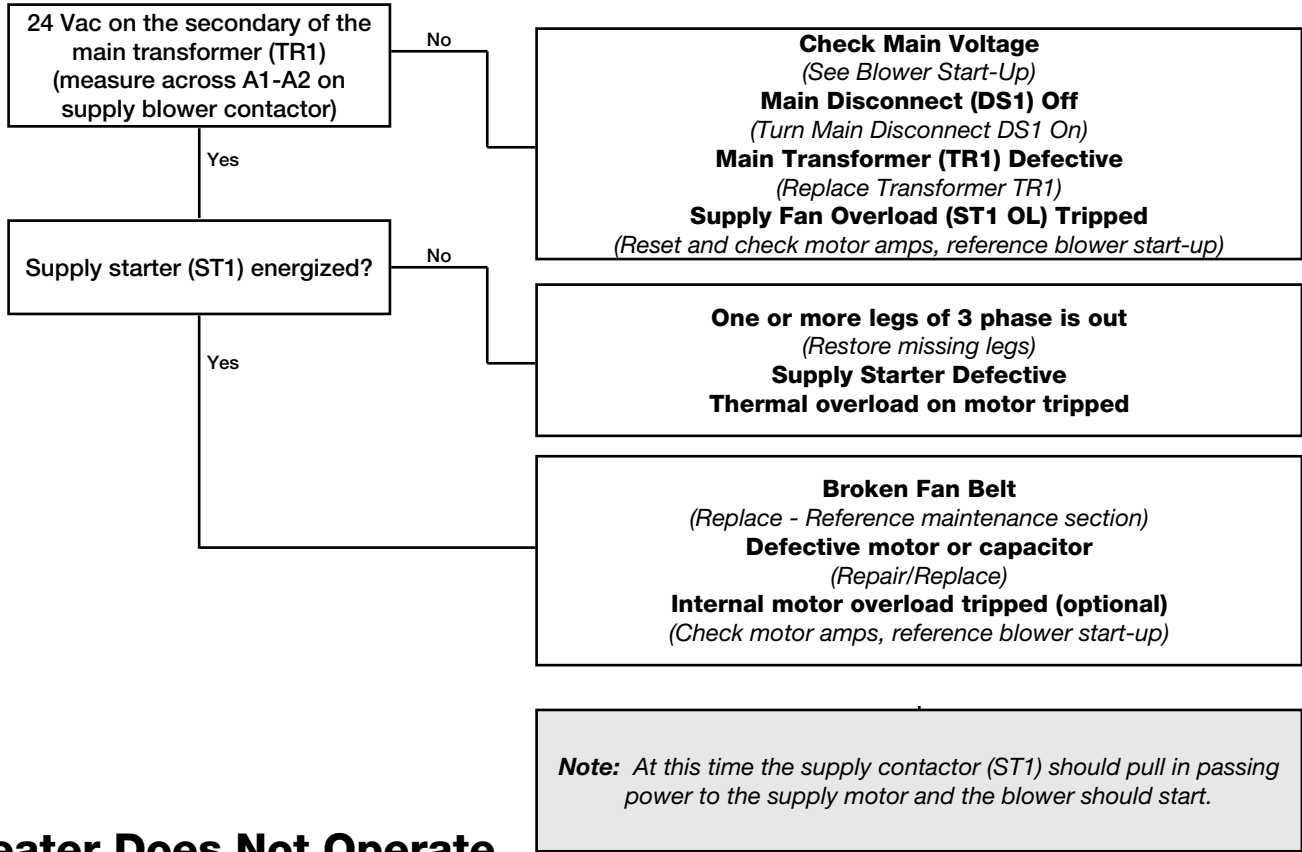 24 Vac on the secondary of the
main transformer (TR1)
(measure across A1-A2 on
supply blower contactor)
No
Check Main Voltage
(See Blower Start-Up)
Main Disconnect (DS1) Off
(Turn Main Disconnect DS1 On)
Main Transformer (TR1) Defective
(Replace Transformer TR1)
Supply Fan Overload (ST1 OL) Tripped
(Reset and check motor amps, reference blower start-up)
Yes
Supply starter (ST1) energized?
No
One or more legs of 3 phase is out
(Restore missing legs)
Supply Starter Defective
Thermal overload on motor tripped
Yes
Broken Fan Belt
(Replace - Reference maintenance section)
Defective motor or capacitor
(Repair/Replace)
Internal motor overload tripped (optional)
(Check motor amps, reference blower start-up)
Note: At this time the supply contactor (ST1) should pull in passing
power to the supply motor and the blower should start.
eater Does Not Operate